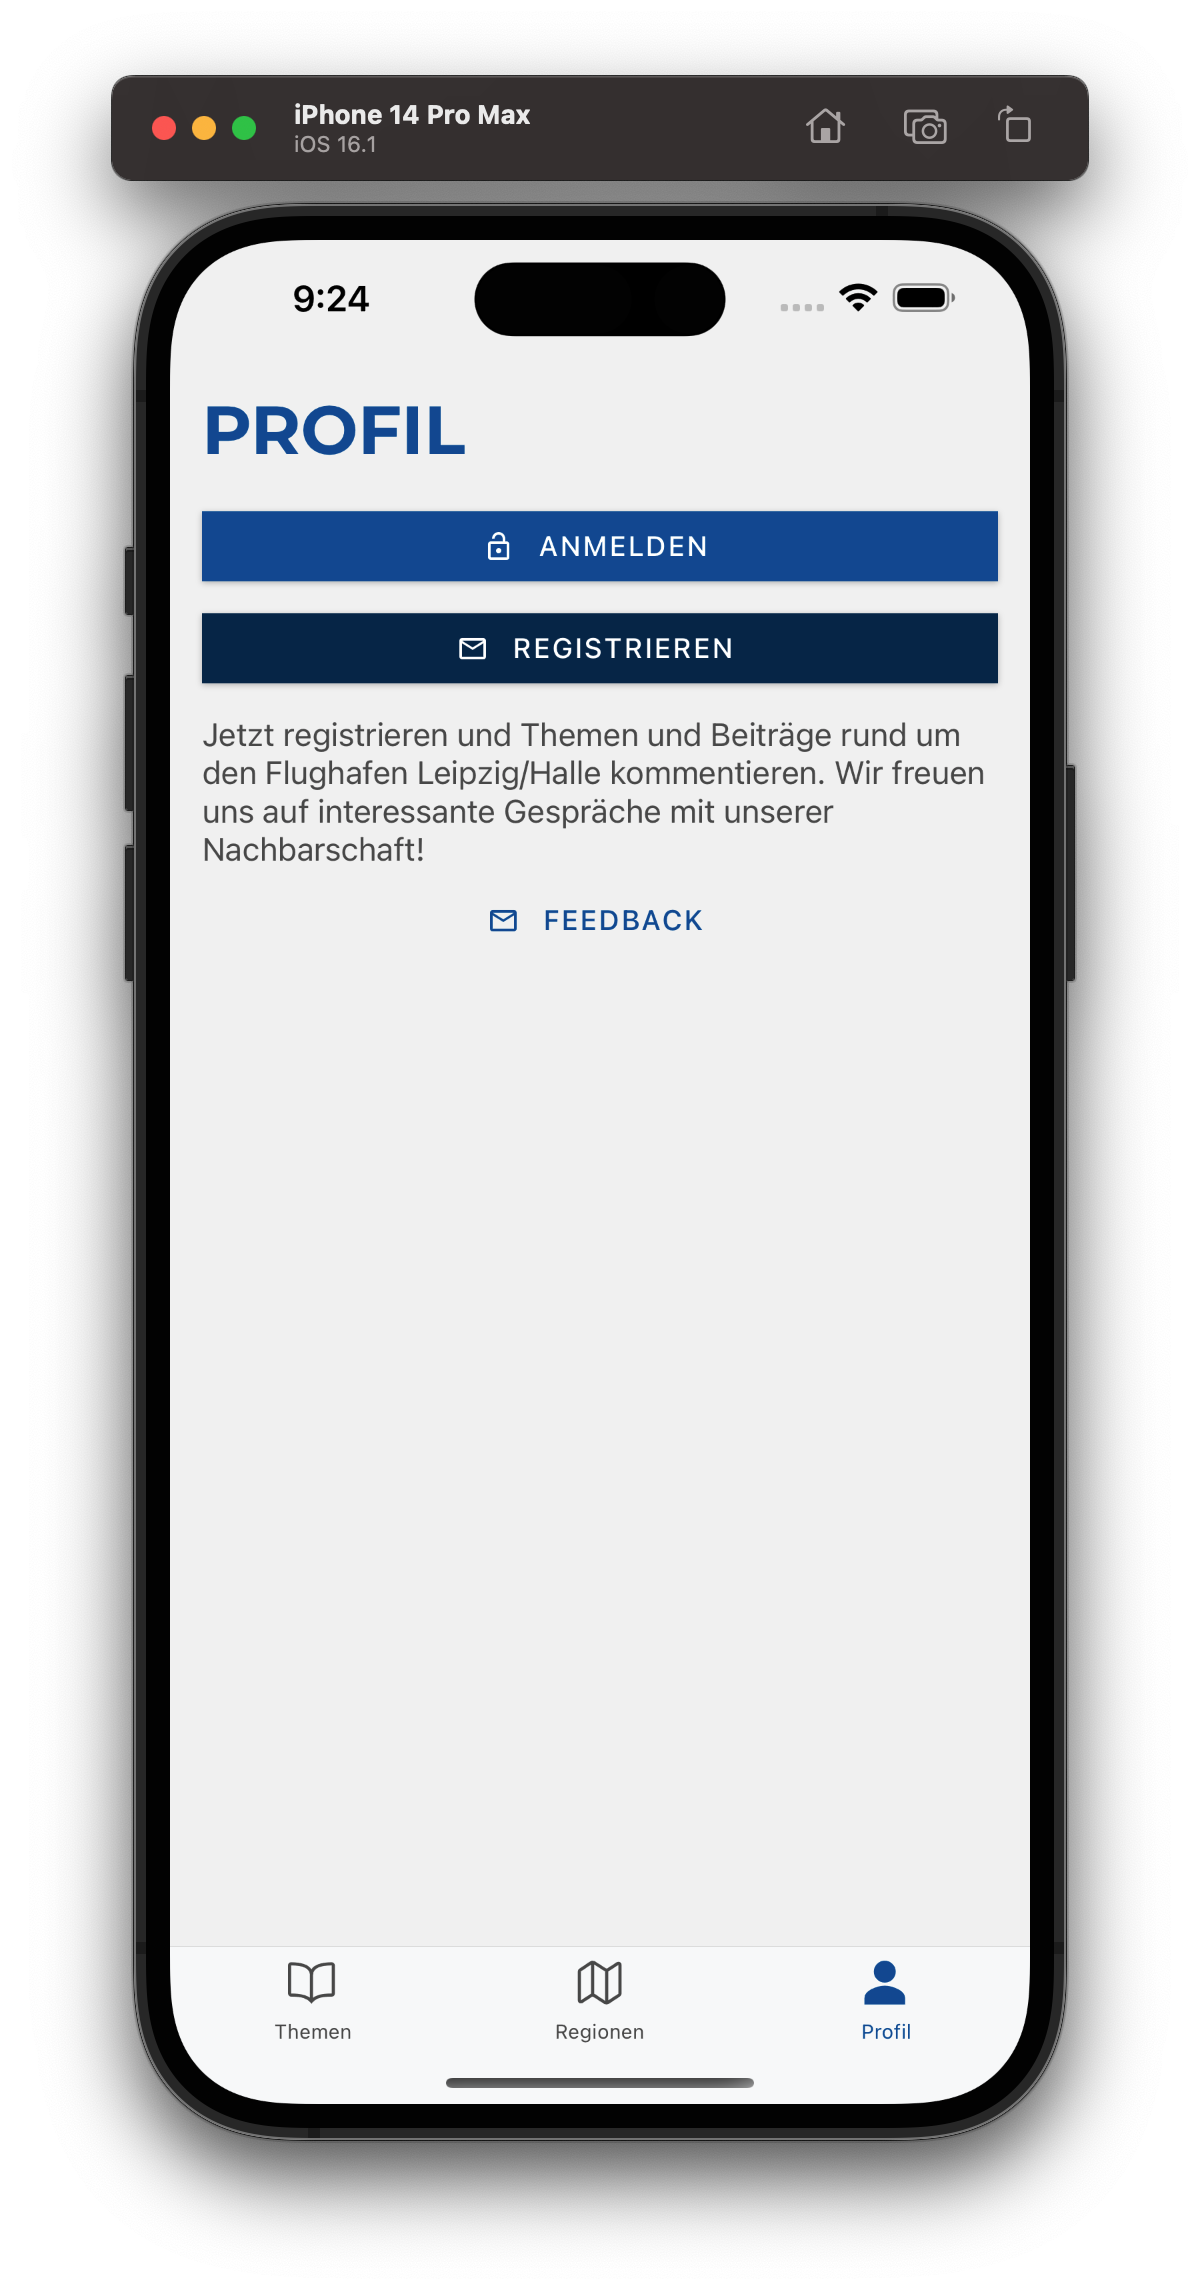 iPhone 14 Pro Max
iOS 16.1
9:24
PROFIL
ANMELDEN
REGISTRIEREN
Jetzt registrieren und Themen und Beiträge rund um
den Flughafen Leipzig/Halle kommentieren. Wir freuen
uns auf interessante Gespräche mit unserer
Nachbarschaft!
FEEDBACK
Themen
Regionen
Profil